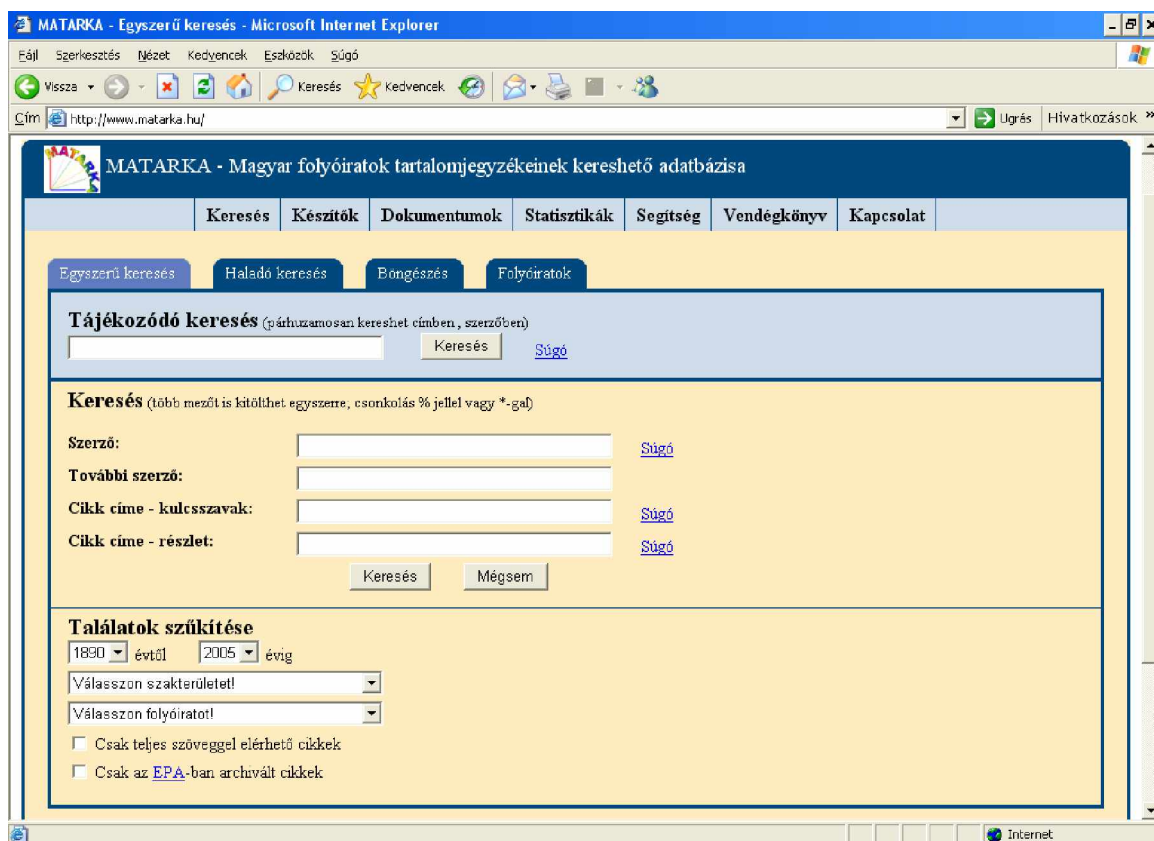 MATARKA - Egyszerű keresés - Microsoft Internet Explorer
Fájl Szerkesztés Nézet Kedvencek Eszközök Súgó
Vissza Keresés Kedvencek
Cím http://www.matarka.hu/ Ugrás Hivatkozások »
MATARKA
MATARKA - Magyar folyóiratok tartalomjegyzékeinek kereshető adatbázisa
Keresés Készítők Dokumentumok Statisztikák Segítség Vendégkönyv Kapcsolat
Egyszerű keresés Haladó keresés Böngészés Folyóiratok
Tájékozódó keresés (párhuzamosan kereshet címben , szerzőben)
Keresés Súgó
Keresés (több mezőt is kitölthet egyszerre, csonkolás % jellel vagy *-gal)
Szerző: Súgó
További szerző:
Cikk címe - kulcsszavak: Súgó
Cikk címe - részlet: Súgó
Keresés Mégsem
Találatok szűkítése
1890 évtől 2005 évig
Válasszon szakterületet!
Válasszon folyóiratot!
Csak teljes szöveggel elérhető cikkek
Csak az EPA-ban archivált cikkek
Internet